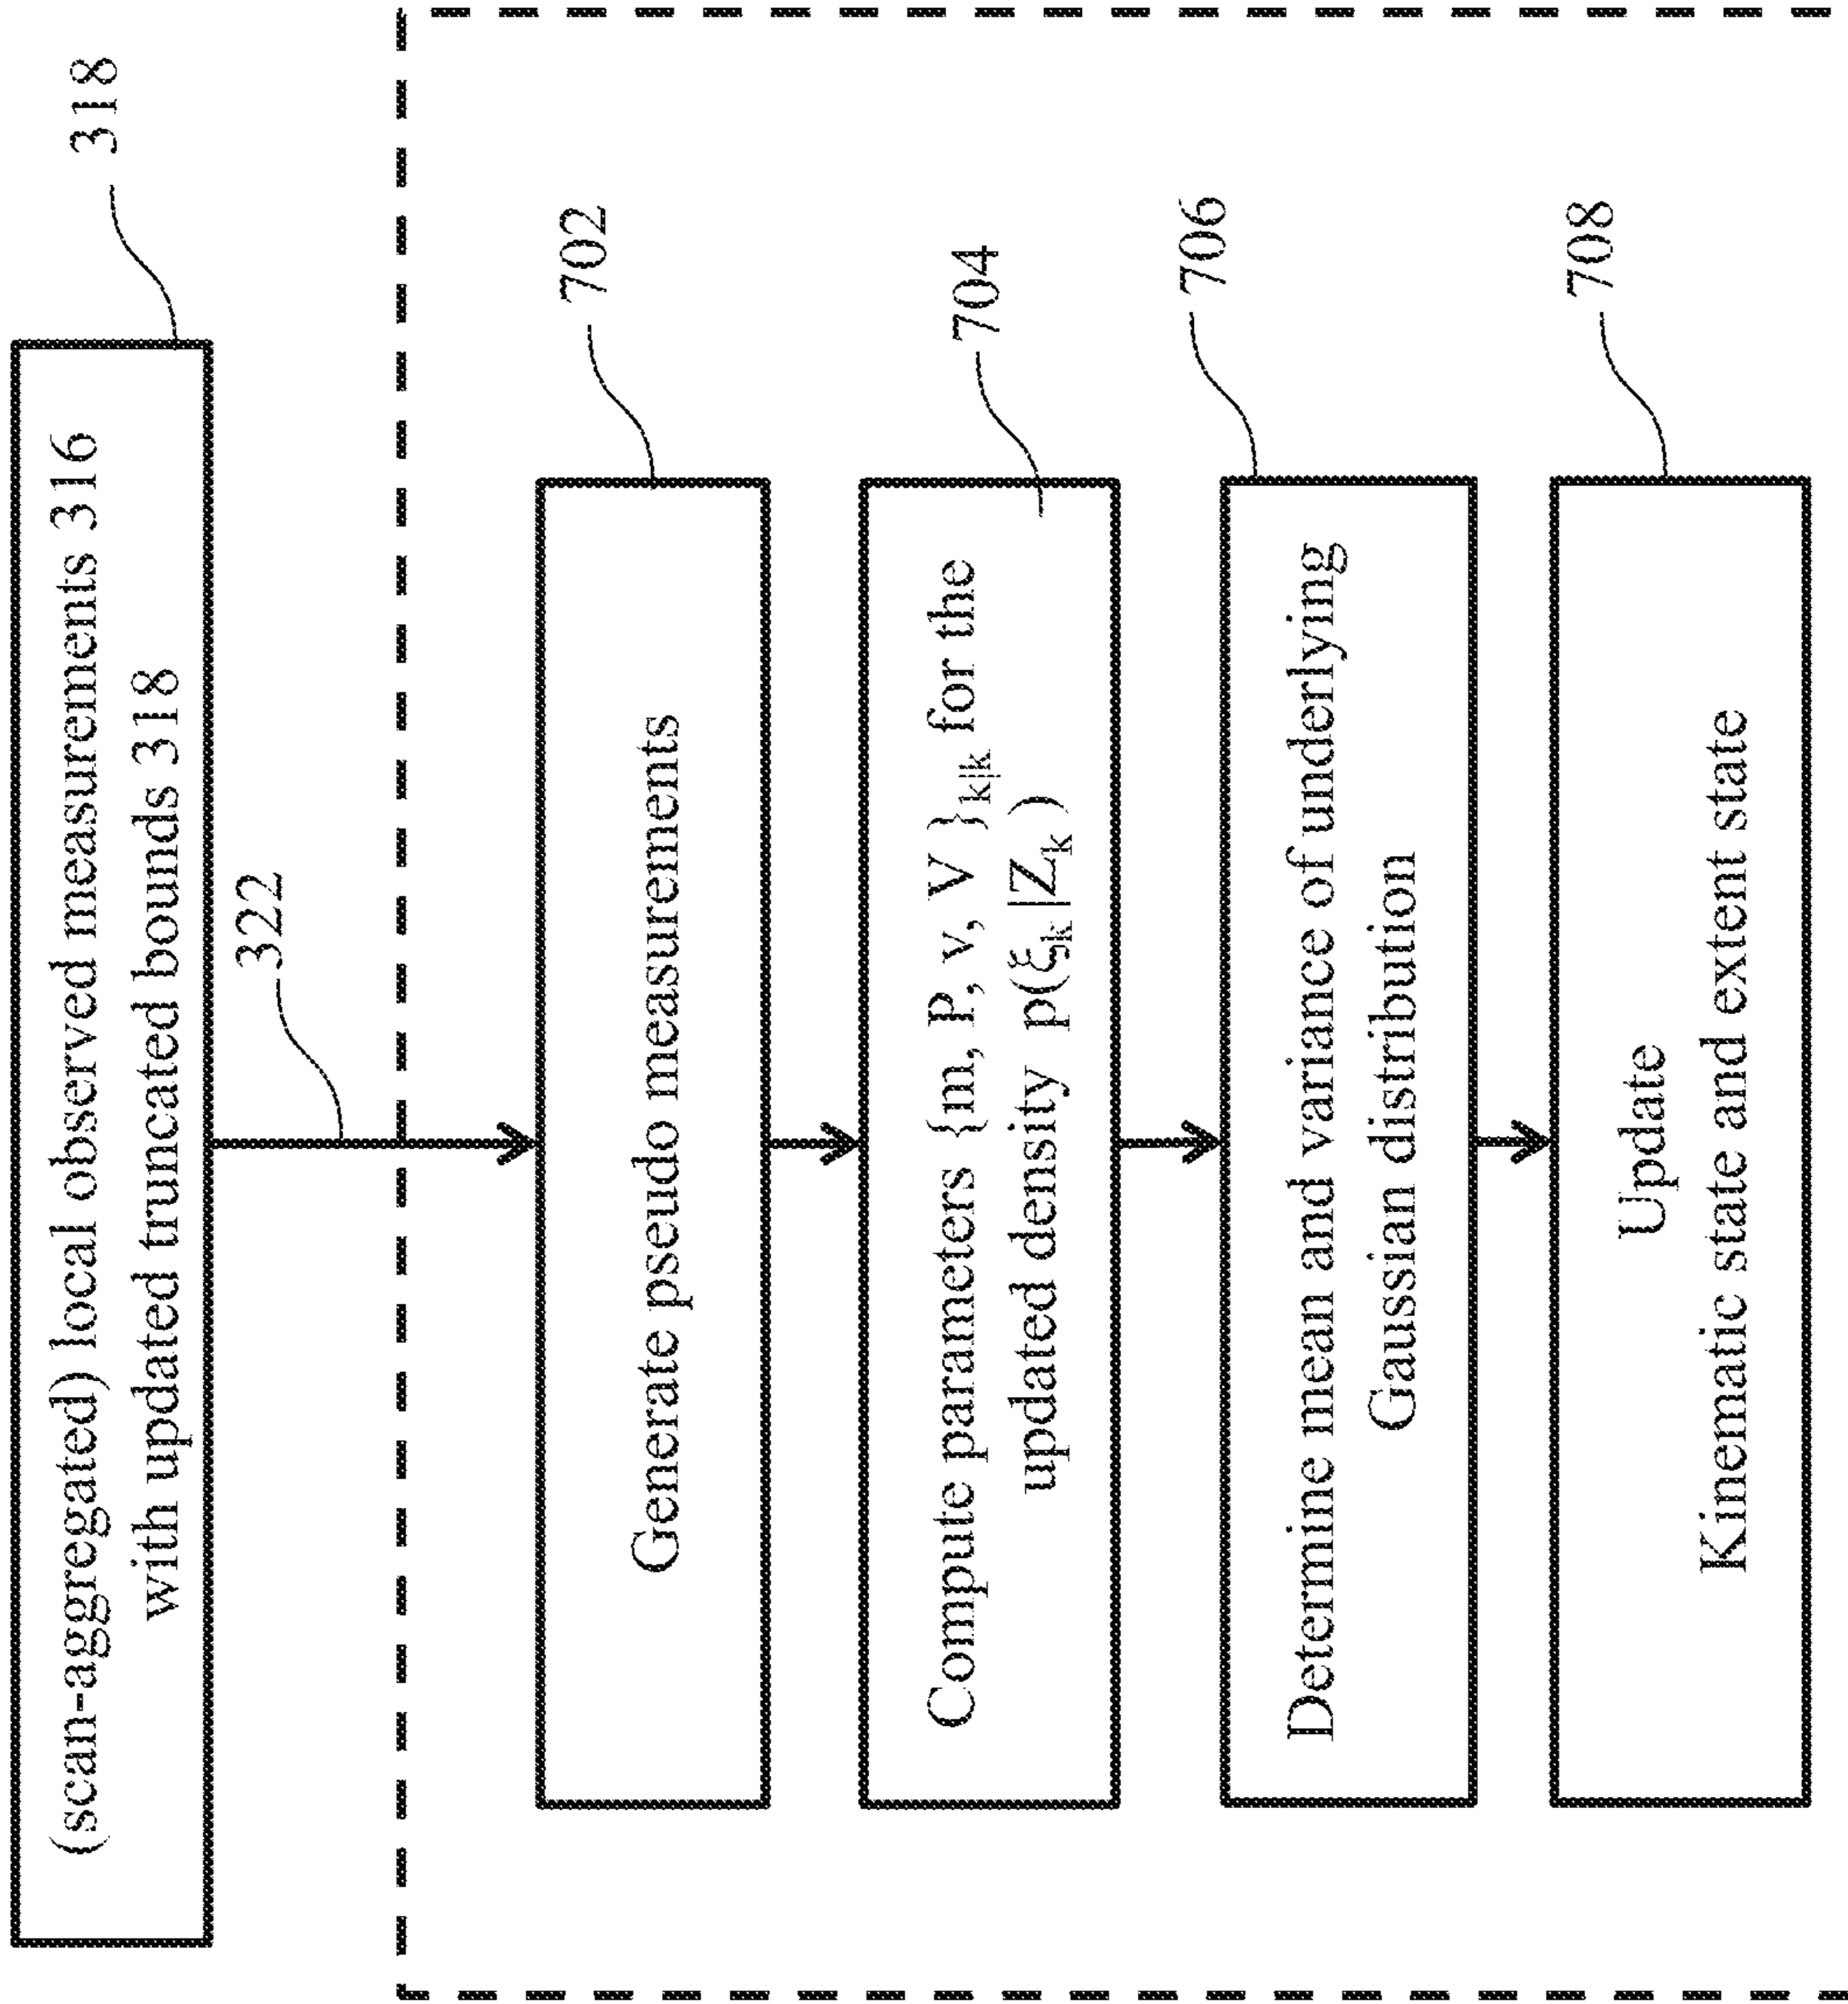 (scan-aggregated) local observed measurements 316
with updated truncated bounds 318
318
322
Generate pseudo measurements
702
Compute parameters {m, P, v, V }k|k for the
updated density p(ξk|Zk)
704
Determine mean and variance of underlying
Gaussian distribution
706
Update
Kinematic state and extent state
708